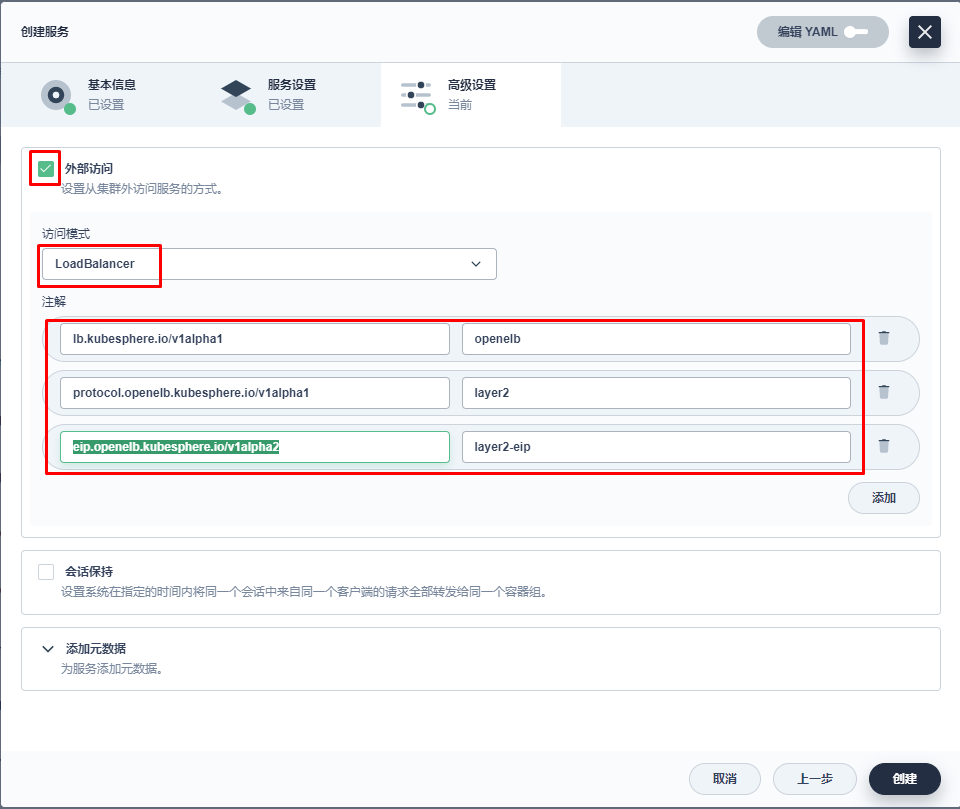 创建服务
编辑 YAML
基本信息
已设置
服务设置
已设置
高级设置
当前
外部访问
设置从集群外访问服务的方式。
访问模式
LoadBalancer
注解
lb.kubesphere.io/v1alpha1 openelb
protocol.openelb.kubesphere.io/v1alpha1 layer2
eip.openelb.kubesphere.io/v1alpha2 layer2-eip
添加
会话保持
设置系统在指定的时间内将同一个会话中来自同一个客户端的请求全部转发给同一个容器组。
添加元数据
为服务添加元数据。
取消 上一步 创建